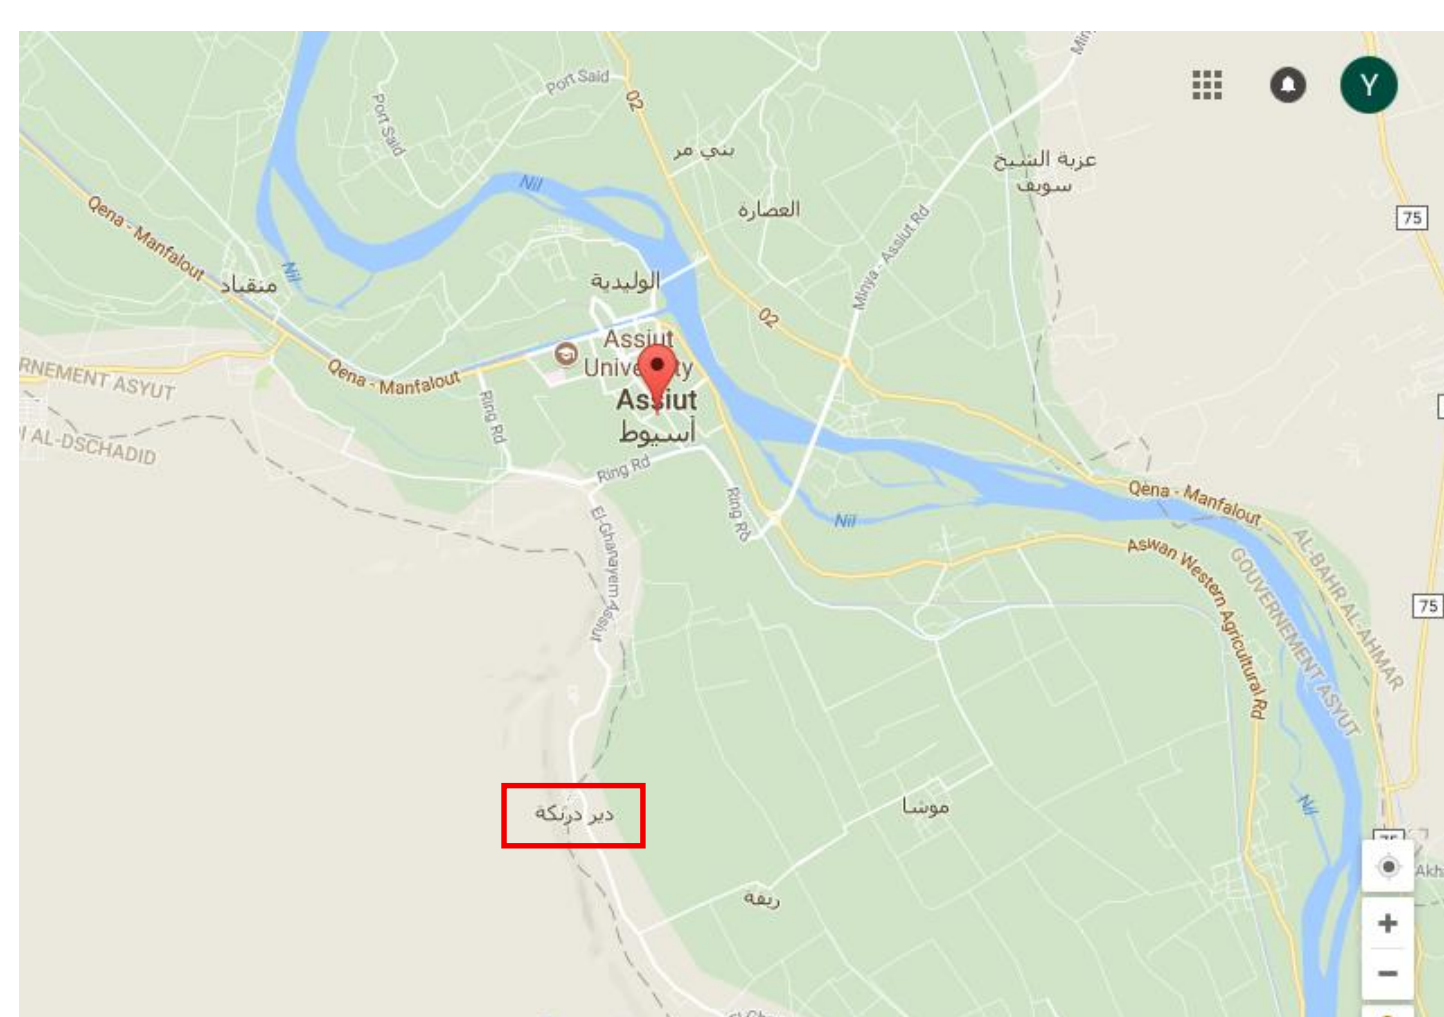 Port Said
02
Port Said
Y
بني مر
عزبة الشيخ
سويف
Nil
العصارة
75
Qena - Manfalout
Minya - Assiut Rd
Nil
منقباد
الوليدية
02
Assiut
University
Assiut
أسيوط
Qena - Manfalout
Ring Rd
Ring Rd
Ring Rd
Nil
Qena - Manfalout
Aswan Western Agricultural Rd
GOUVERNEMENT ASYUT
AL-BAHR AL-AHMAR
RNEMENT ASYUT
I AL-DSCHADID
El-Ghanayem Assiut
75
Nil
دير درنكة
موشا
ريفة
75
Akh
+
−